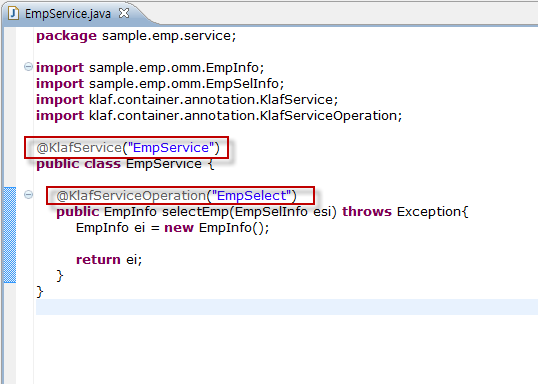 EmpService.java
package sample.emp.service;
import sample.emp.omm.EmpInfo;
import sample.emp.omm.EmpSelInfo;
import klaf.container.annotation.KlafService;
import klaf.container.annotation.KlafServiceOperation;
@KlafService("EmpService")
public class EmpService {
@KlafServiceOperation("EmpSelect")
public EmpInfo selectEmp(EmpSelInfo esi) throws Exception{
EmpInfo ei = new EmpInfo();
return ei;
}
}